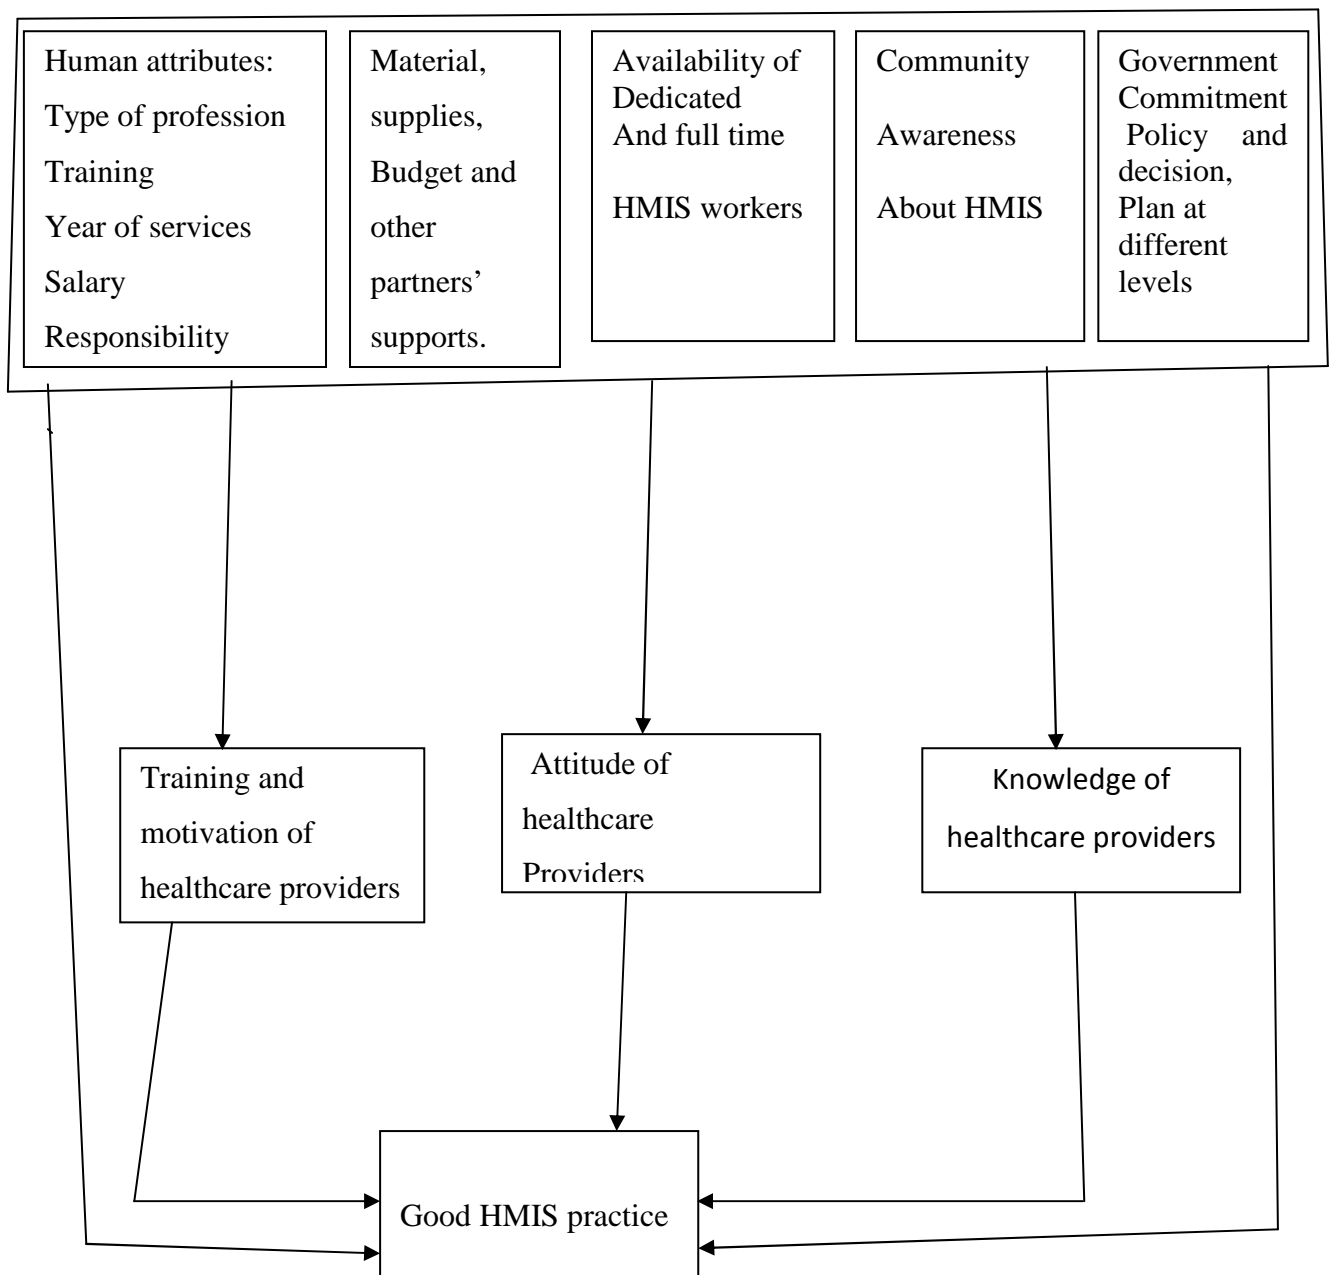 Human attributes:
Type of profession
Training
Year of services
Salary
Responsibility
Material,
supplies,
Budget and
other
partners’
supports.
Availability of
Dedicated
And full time
HMIS workers
Community
Awareness
About HMIS
Government
Commitment
Policy and
decision,
Plan at
different
levels
Training and
motivation of
healthcare providers
Attitude of
healthcare
Providers
Knowledge of
healthcare providers
Good HMIS practice